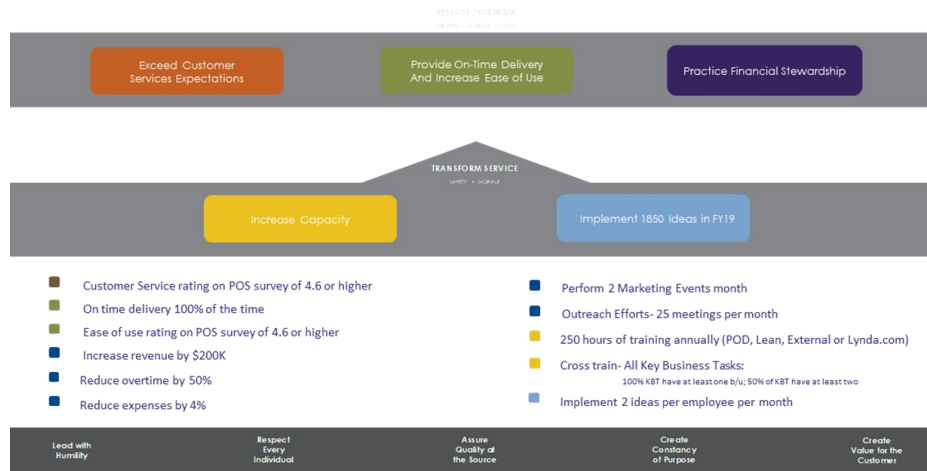 Exceed Customer
Services Expectations
Provide On-Time Delivery
And Increase Ease of Use
Practice Financial Stewardship
TRANSFORM SERVICE
SAFETY • MORALE
Increase Capacity
Implement 1850 Ideas in FY19
Customer Service rating on POS survey of 4.6 or higher
On time delivery 100% of the time
Ease of use rating on POS survey of 4.6 or higher
Increase revenue by $200K
Reduce overtime by 50%
Reduce expenses by 4%
Perform 2 Marketing Events month
Outreach Efforts- 25 meetings per month
250 hours of training annually (POD, Lean, External or Lynda.com)
Cross train- All Key Business Tasks:
100% KBT have at least one b/u; 50% of KBT have at least two
Implement 2 ideas per employee per month
Lead with
Humility
Respect
Every
Individual
Assure
Quality at
the Source
Create
Constancy
of Purpose
Create
Value for the
Customer